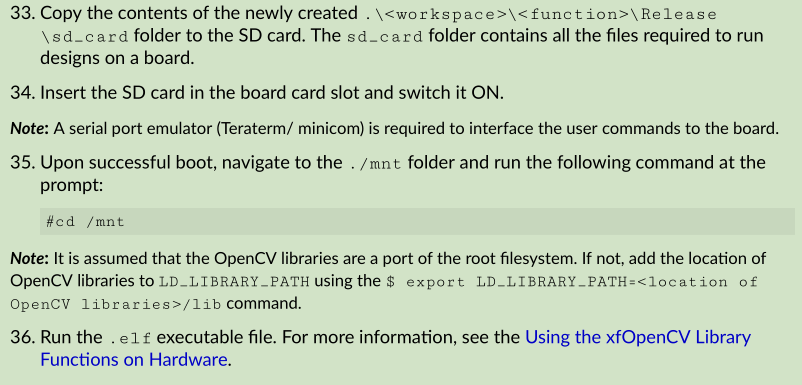 33. Copy the contents of the newly created .\<workspace>\<function>\Release
\sd_card folder to the SD card. The sd_card folder contains all the files required to run
designs on a board.
34. Insert the SD card in the board card slot and switch it ON.
Note: A serial port emulator (Teraterm/ minicom) is required to interface the user commands to the board.
35. Upon successful boot, navigate to the ./mnt folder and run the following command at the
prompt:
#cd /mnt
Note: It is assumed that the OpenCV libraries are a part of the root filesystem. If not, add the location of
OpenCV libraries to LD_LIBRARY_PATH using the $ export LD_LIBRARY_PATH=<location of
OpenCV libraries>/lib command.
36. Run the .elf executable file. For more information, see the Using the xfOpenCV Library
Functions on Hardware.